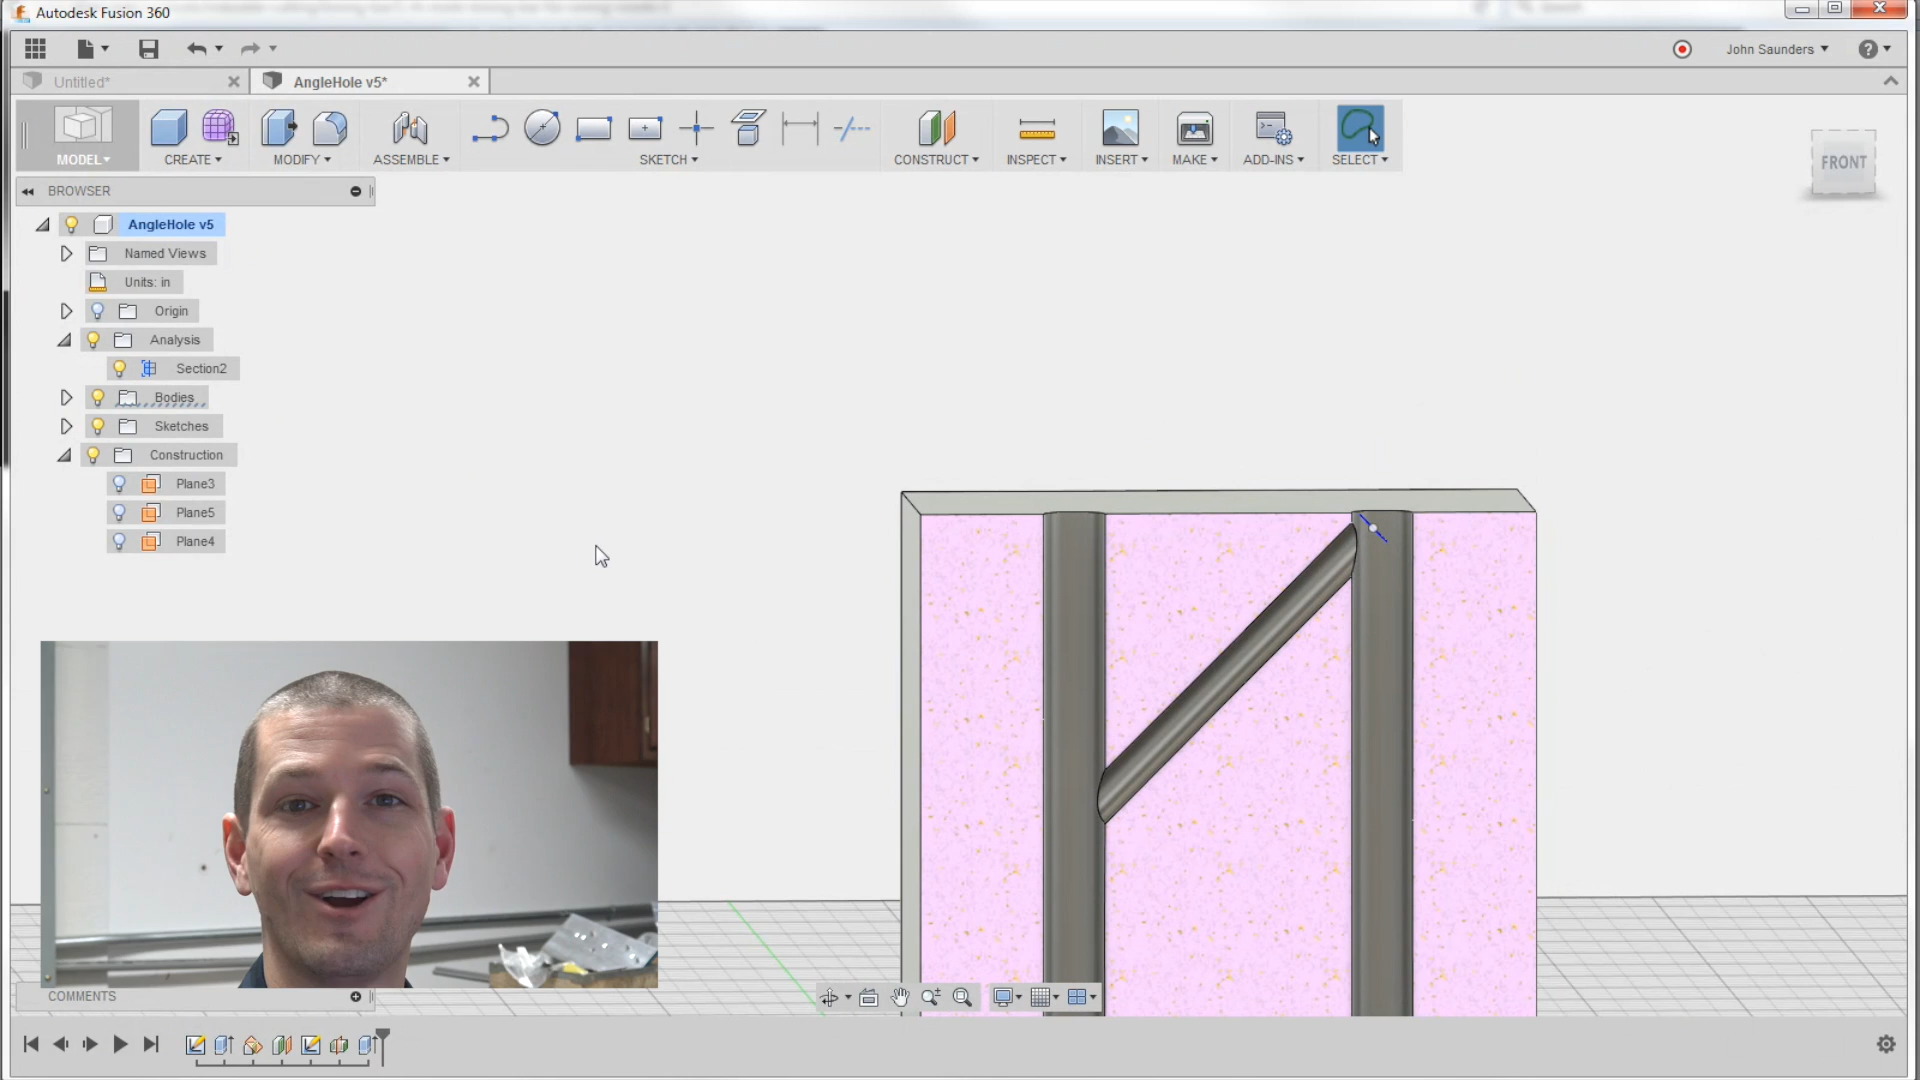 Autodesk Fusion 360
John Saunders
Untitled*
AngleHole v5*
MODEL
CREATE
MODIFY
ASSEMBLE
SKETCH
CONSTRUCT
INSPECT
INSERT
MAKE
ADD-INS
SELECT
FRONT
BROWSER
AngleHole v5
Named Views
Units: in
Origin
Analysis
Section2
Bodies
Sketches
Construction
Plane3
Plane5
Plane4
COMMENTS